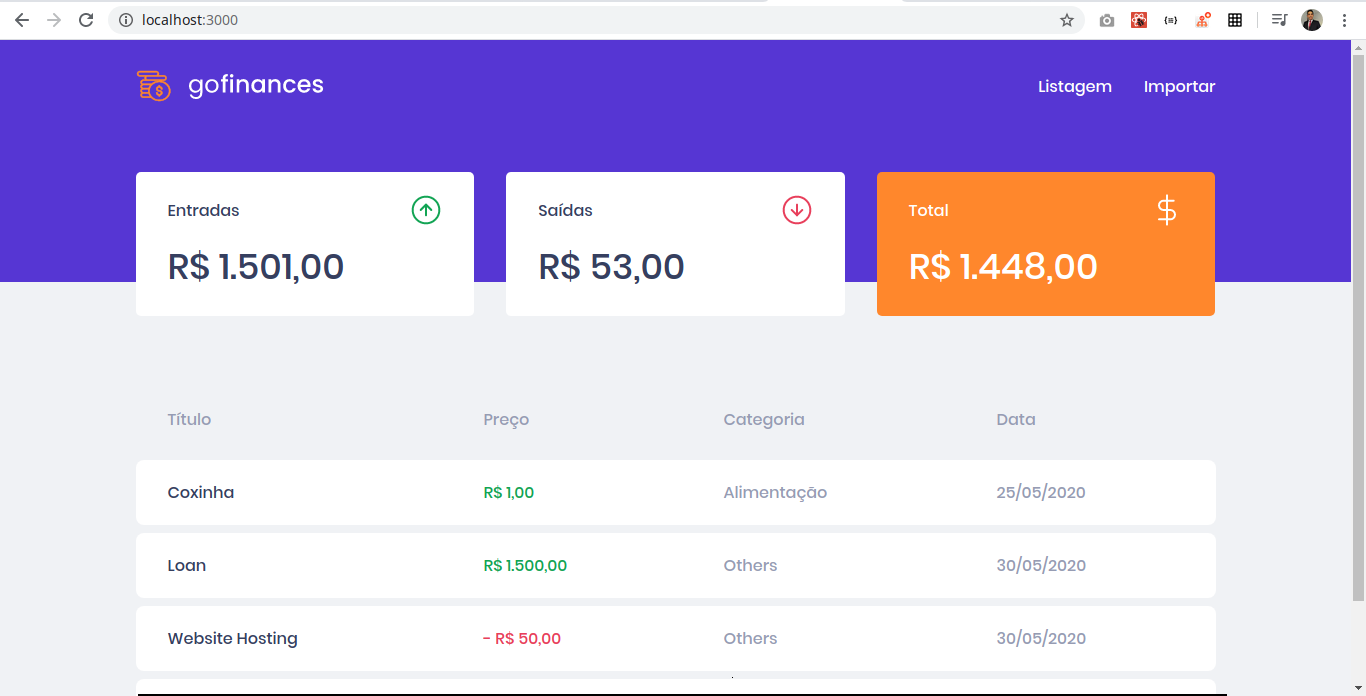 localhost:3000
gofinances
Listagem Importar
Entradas
R$ 1.501,00
Saídas
R$ 53,00
Total
$
R$ 1.448,00
Título Preço Categoria Data
Coxinha R$ 1,00 Alimentação 25/05/2020
Loan R$ 1.500,00 Others 30/05/2020
Website Hosting - R$ 50,00 Others 30/05/2020